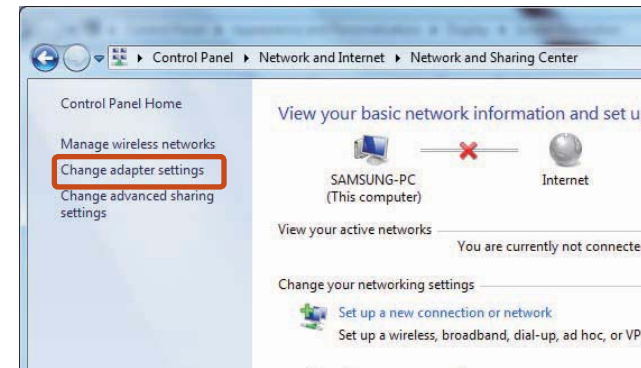 Control Panel ▸ Network and Internet ▸ Network and Sharing Center
Control Panel Home
Manage wireless networks
Change adapter settings
Change advanced sharing
settings
View your basic network information and set u
SAMSUNG-PC
(This computer)
Internet
View your active networks
You are currently not connecte
Change your networking settings
Set up a new connection or network
Set up a wireless, broadband, dial-up, ad hoc, or VP